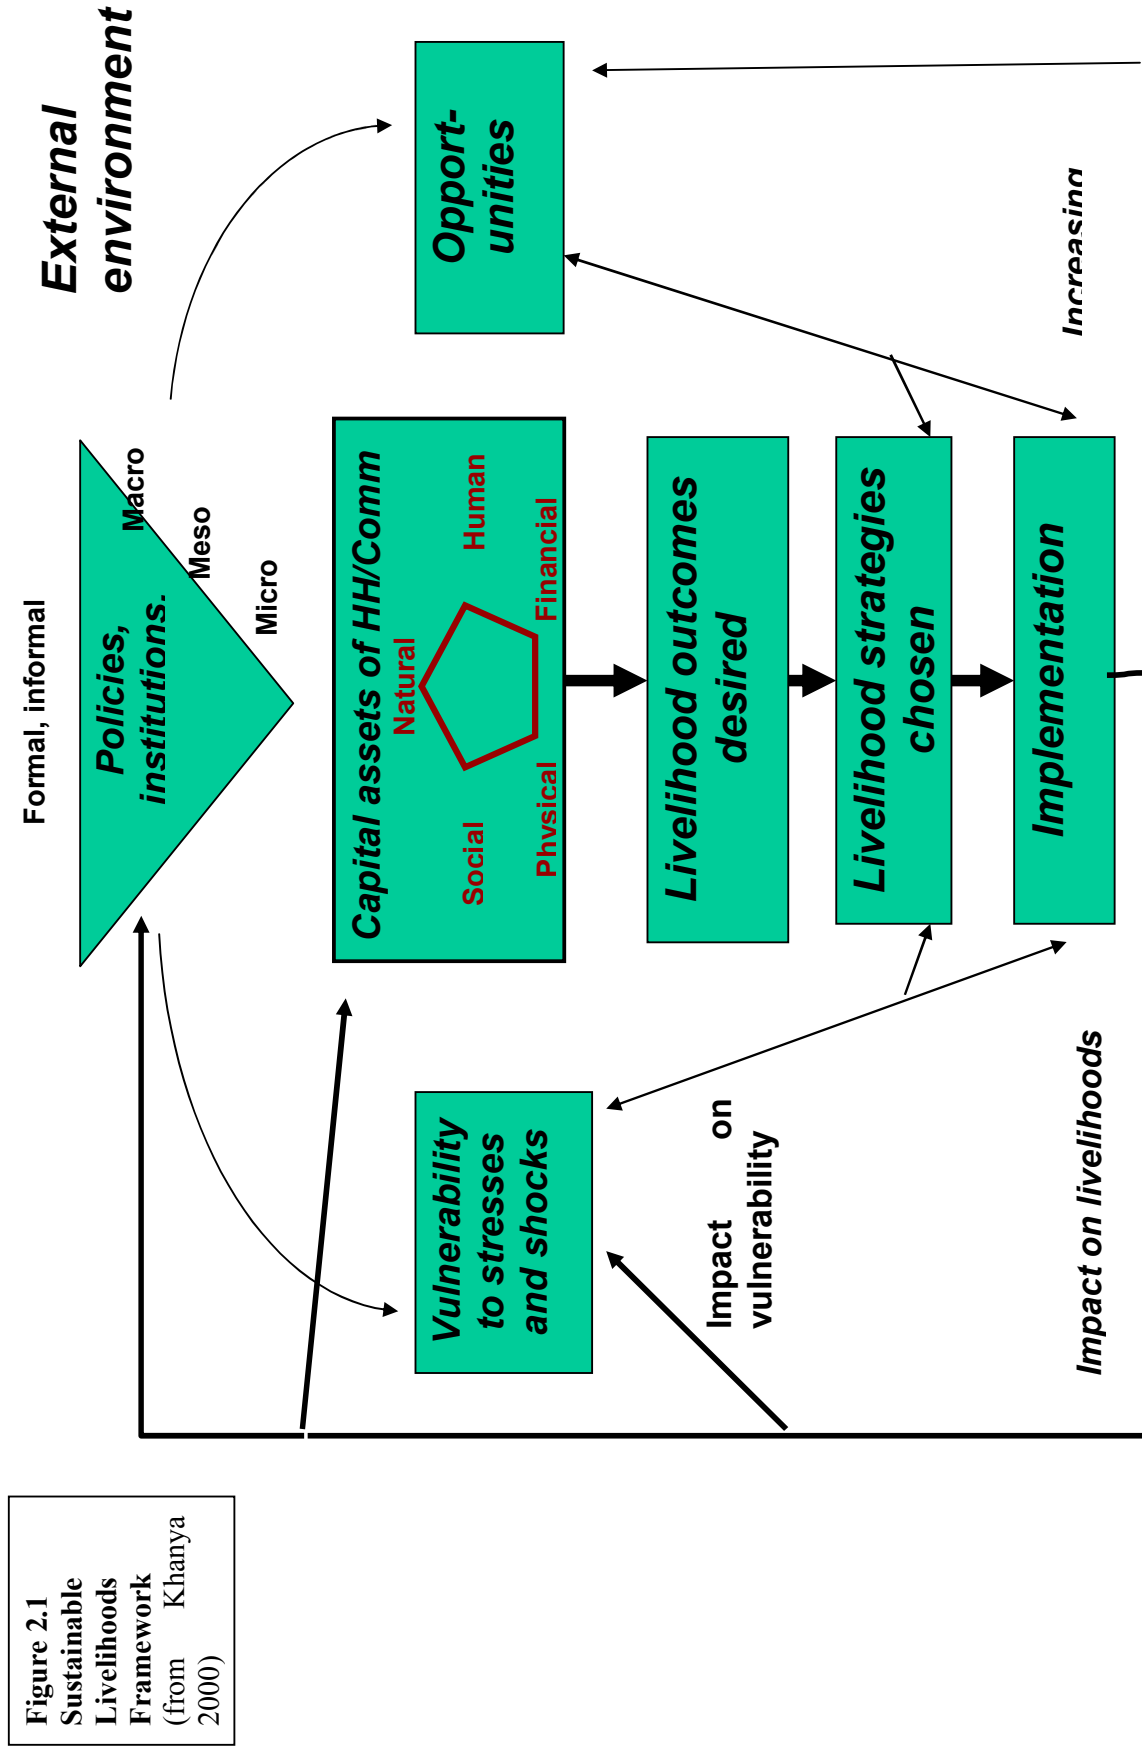 Figure 2.1
Sustainable
Livelihoods
Framework
(from Khanya
2000)
External
environment
Formal, informal
Policies,
institutions.
Macro
Meso
Micro
Capital assets of HH/Comm
Natural
Social
Human
Physical
Financial
Vulnerability
to stresses
and shocks
Opport-
unities
Livelihood outcomes
desired
Impact on
vulnerability
Livelihood strategies
chosen
Implementation
Impact on livelihoods
Increasing